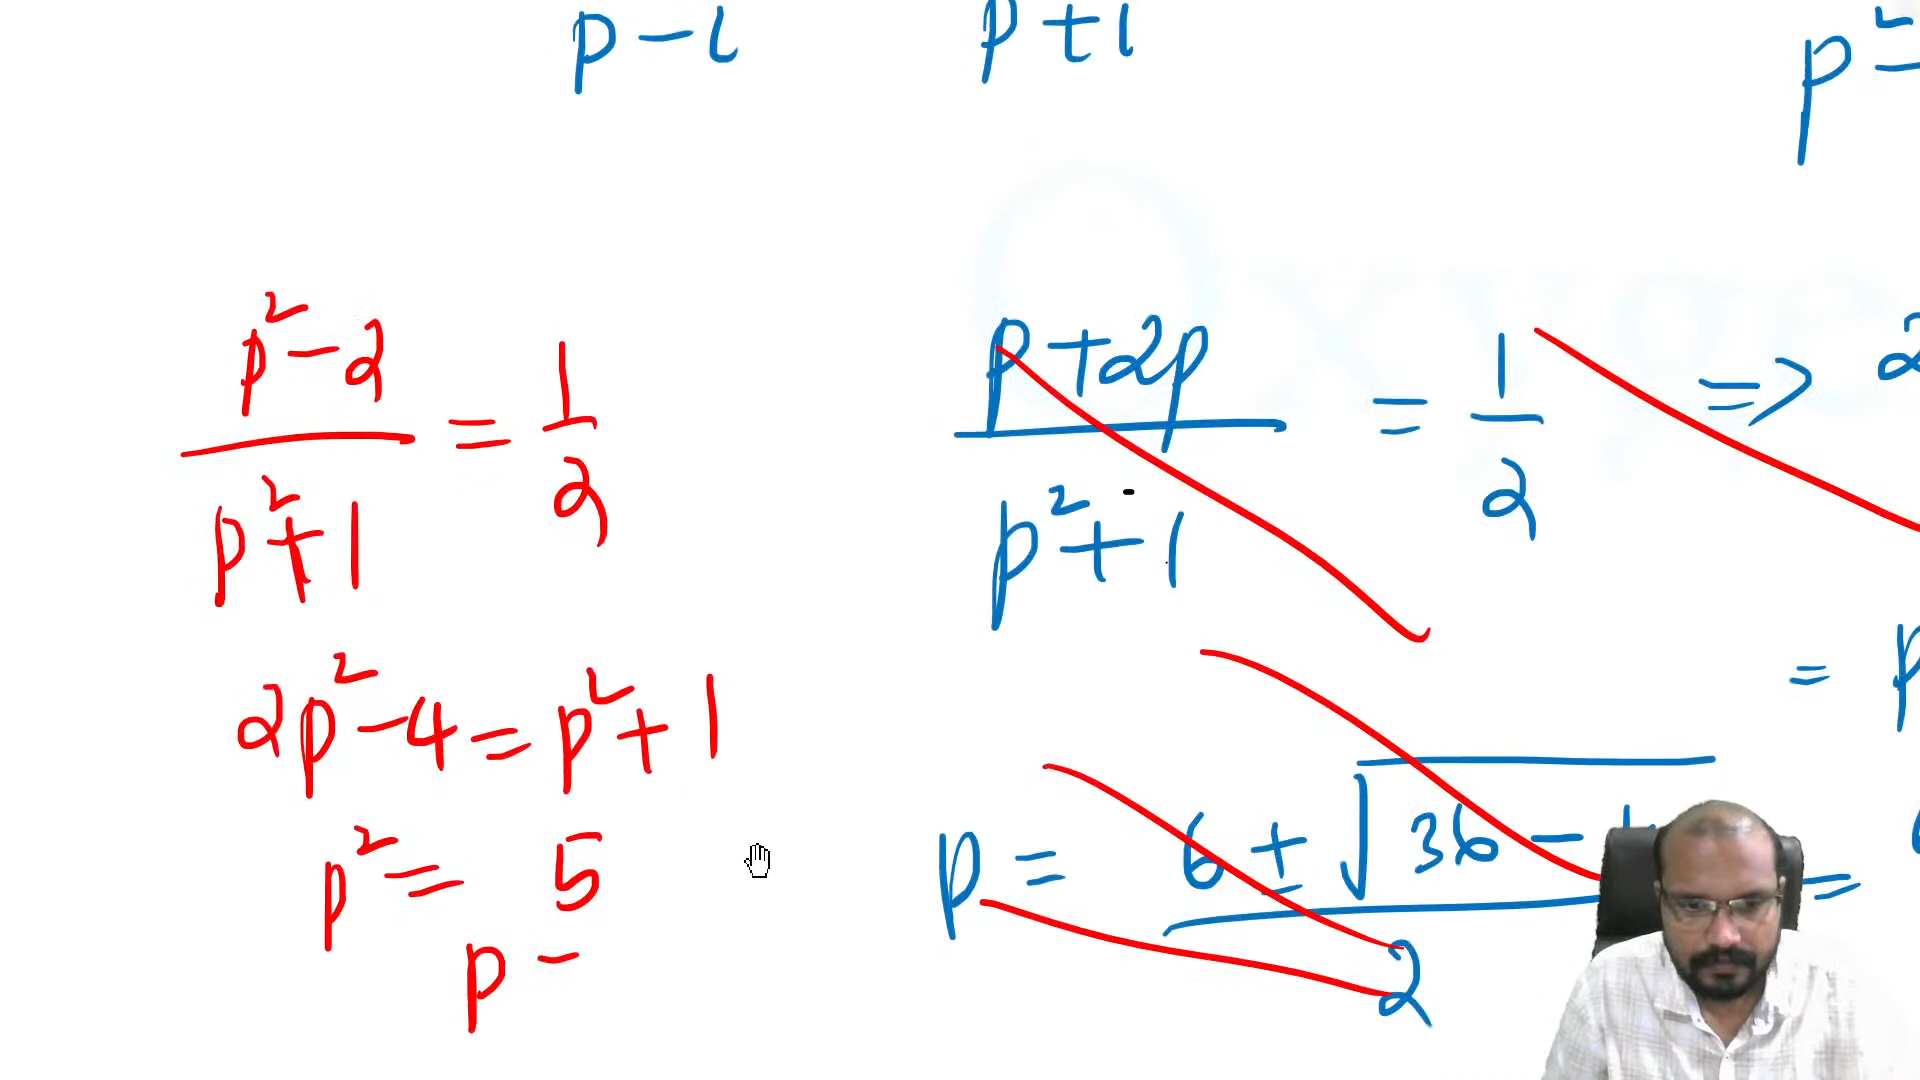 p - 1
p + 1
p²
p² - 2 / p² + 1 = 1/2
p + 2p / p² + 1 = 1/2 => 2
2p² - 4 = p² + 1
= p
p² = 5
p = 6 ± √36 - / 2 =
p -